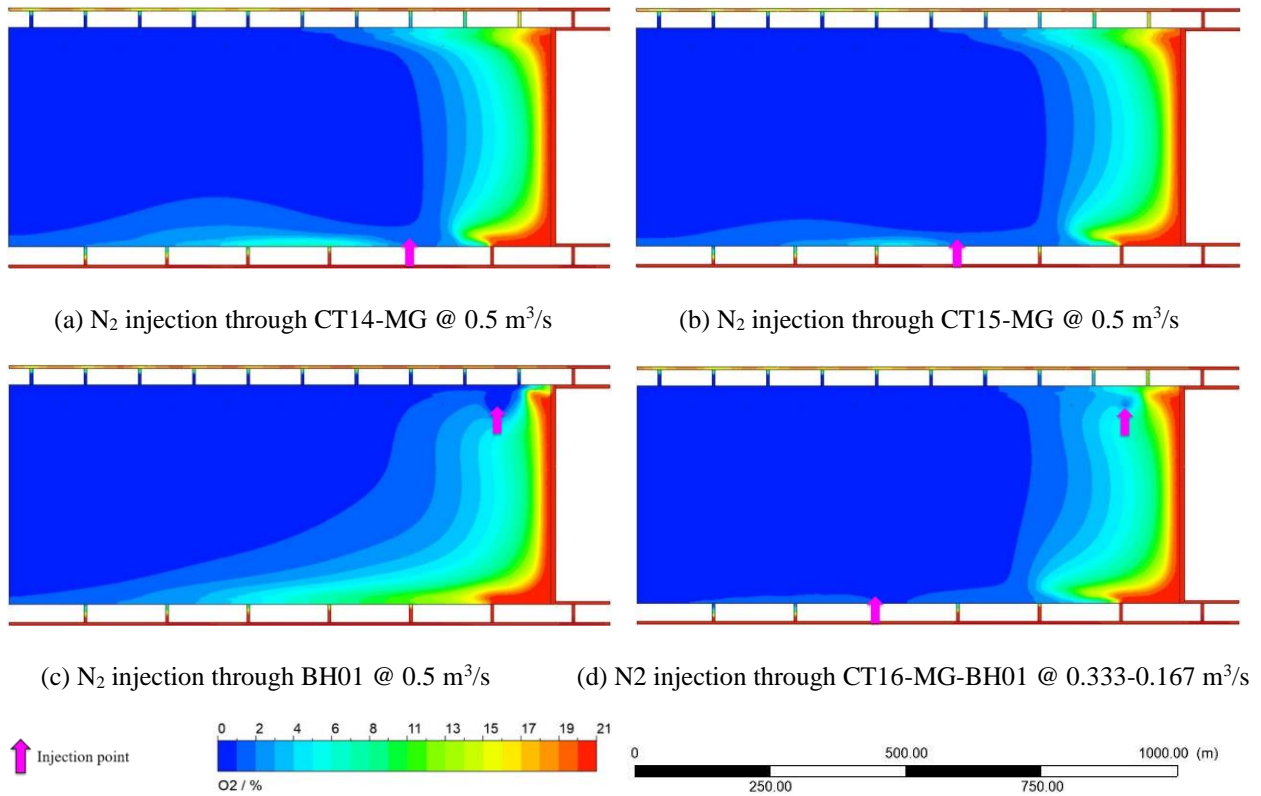 (a) N₂ injection through CT14-MG @ 0.5 m³/s
(b) N₂ injection through CT15-MG @ 0.5 m³/s
(c) N₂ injection through BH01 @ 0.5 m³/s
(d) N2 injection through CT16-MG-BH01 @ 0.333-0.167 m³/s
Injection point
0 2 4 6 8 11 13 15 17 19 21
O2 / %
0 500.00 1000.00 (m)
250.00 750.00